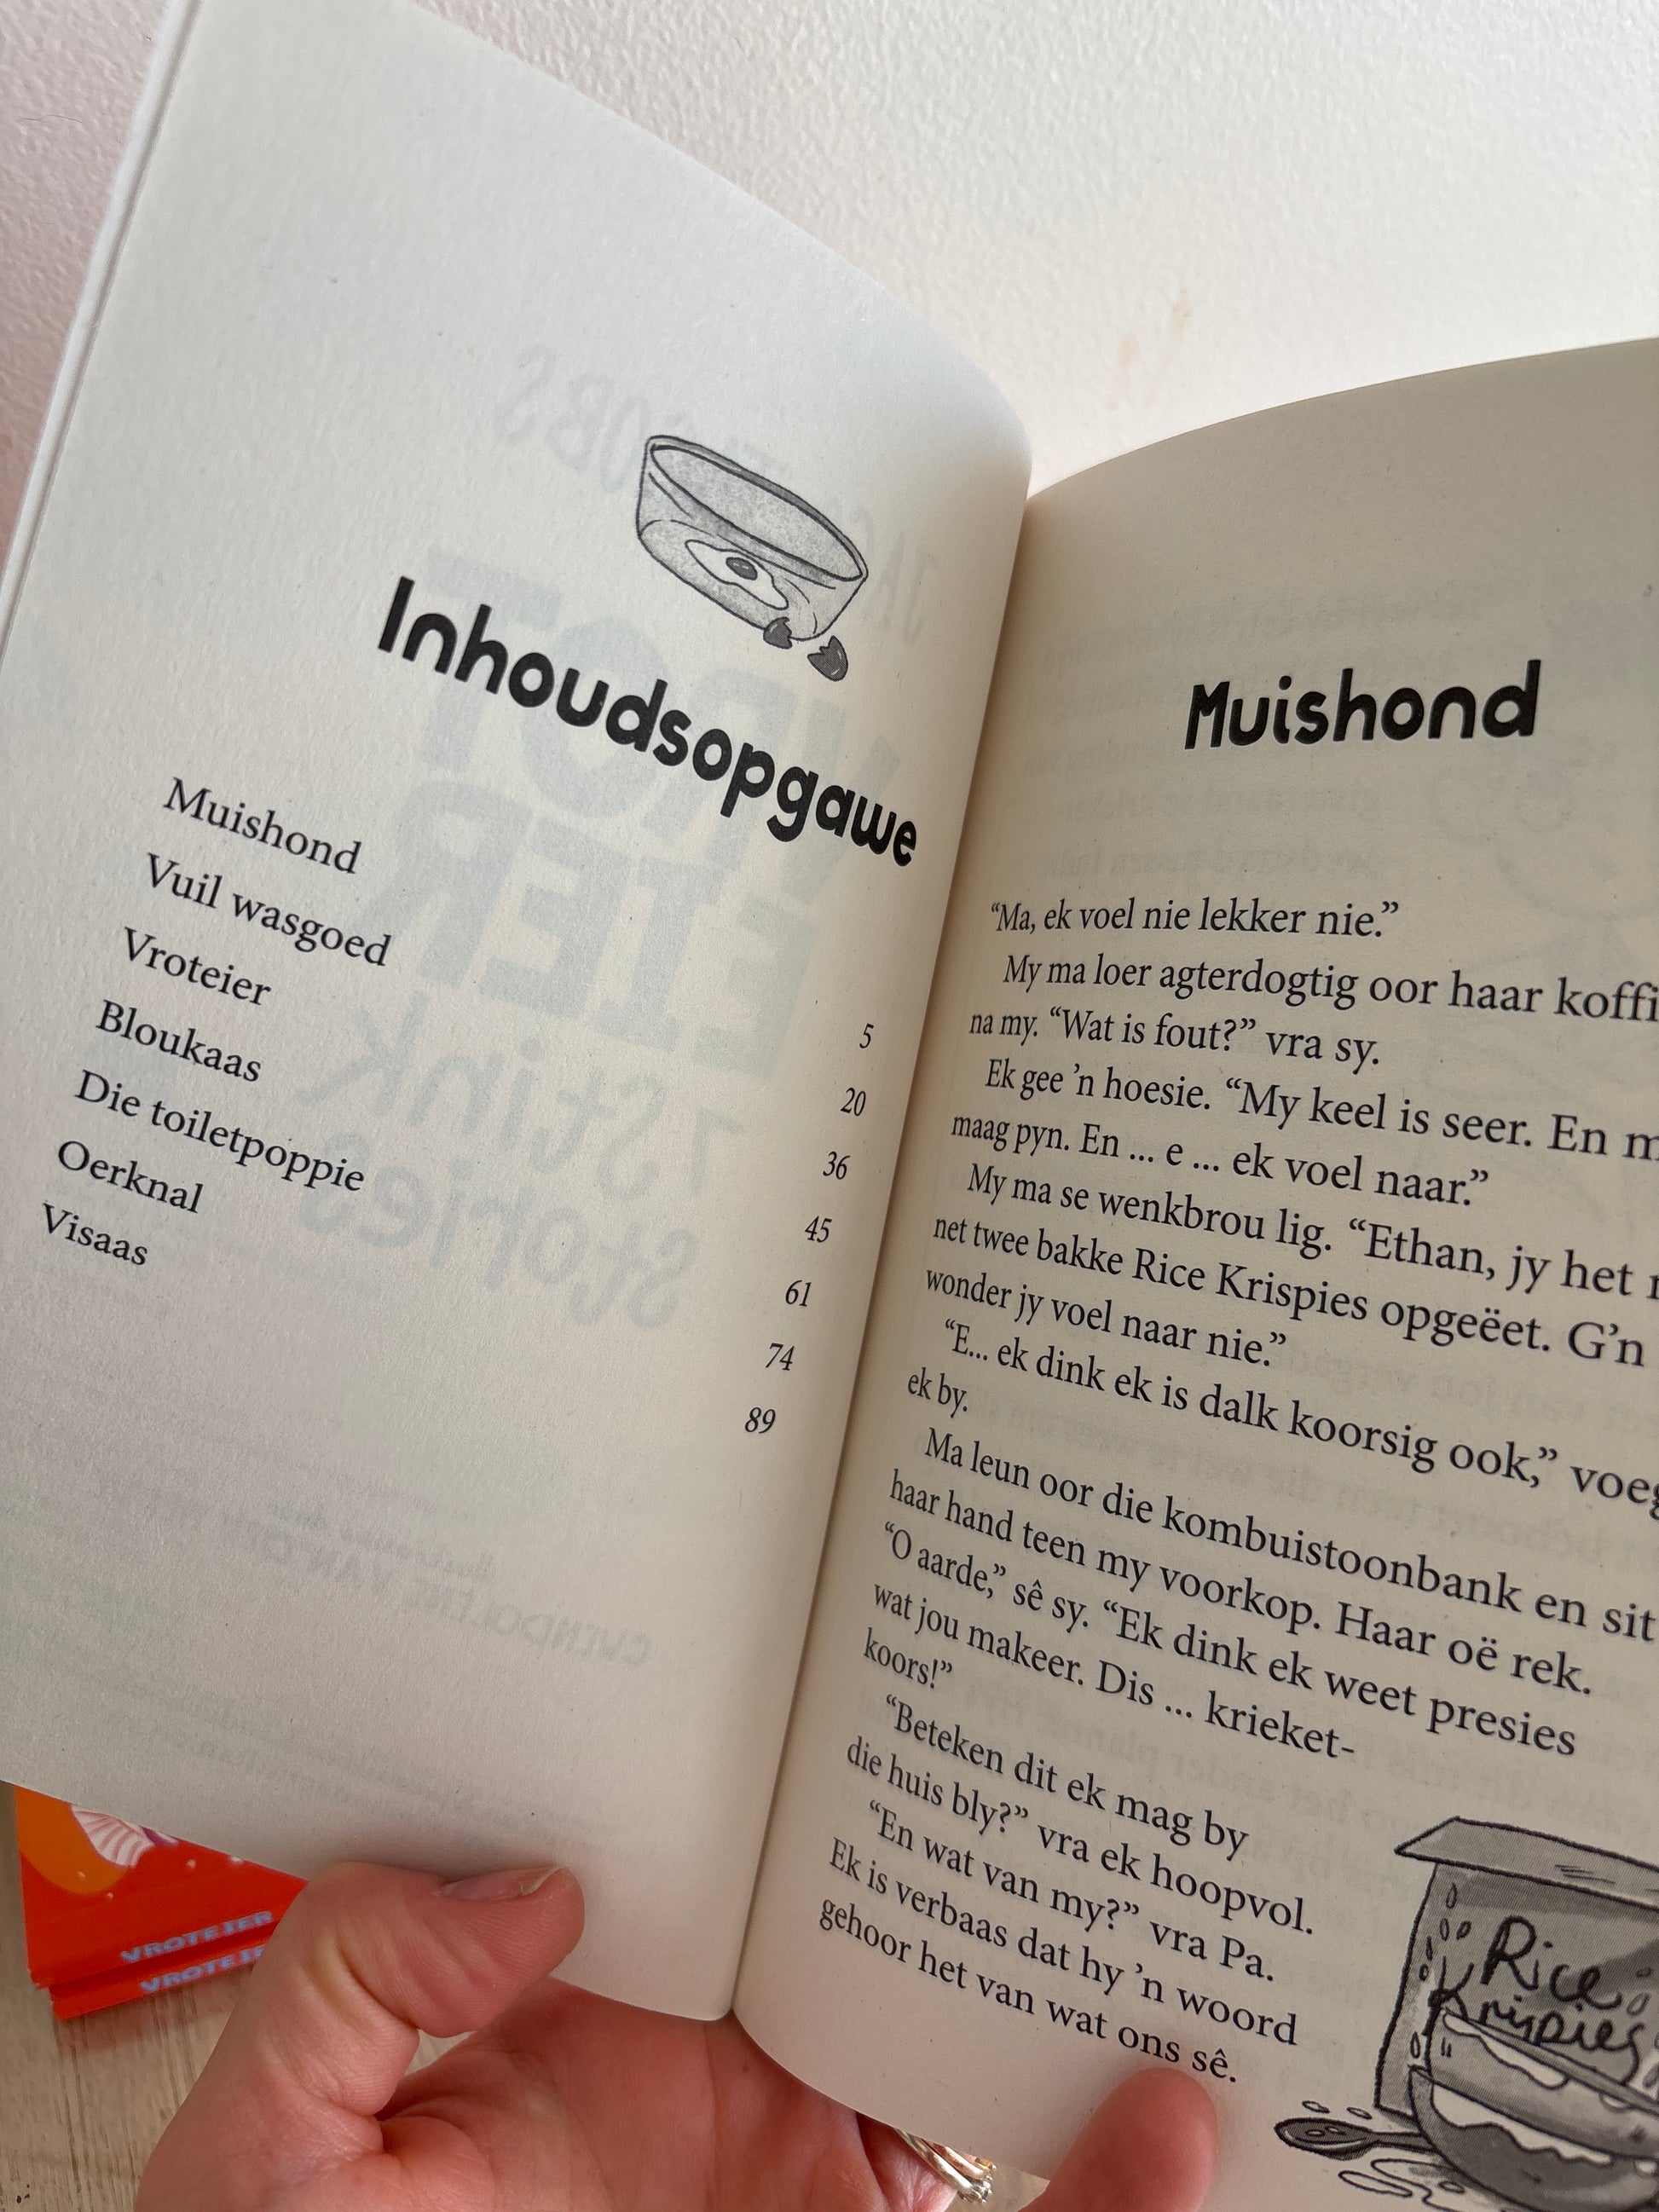 Inhoudsopgawe
Muishond 5
Vuil wasgoed 20
Vroteier 36
Bloukaas 45
Die toiletpoppie 61
Oerknal 74
Visaas 89
Muishond
“Ma, ek voel nie lekker nie.”
My ma loer agterdogtig oor haar koffi
na my. “Wat is fout?” vra sy.
Ek gee ’n hoesie. “My keel is seer. En m
maag pyn. En ... e ... ek voel naar.”
My ma se wenkbrou lig. “Ethan, jy het
net twee bakke Rice Krispies opgeëet. G’n
wonder jy voel naar nie.”
“E... ek dink ek is dalk koorsig ook,” voeg
ek by.
Ma leun oor die kombuistoonbank en sit
haar hand teen my voorkop. Haar oë rek.
“O aarde,” sê sy. “Ek dink ek weet presies
wat jou makeer. Dis ... krieket-
koors!”
“Beteken dit ek mag by
die huis bly?” vra ek hoopvol.
“En wat van my?” vra Pa.
Ek is verbaas dat hy ’n woord
gehoor het van wat ons sê.
Rice
Krispies
VROTEIER
VROTEIER